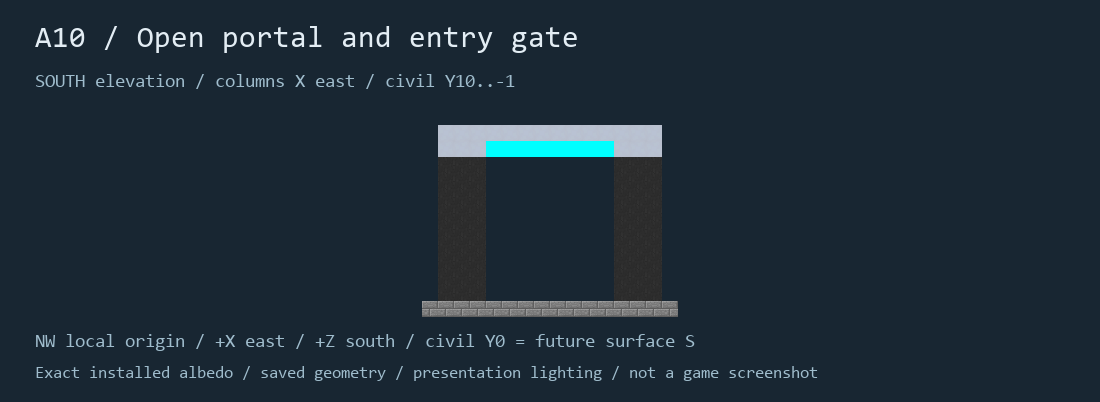 A10 / Open portal and entry gate
SOUTH elevation / columns X east / civil Y10..-1
NW local origin / +X east / +Z south / civil Y0 = future surface S
Exact installed albedo / saved geometry / presentation lighting / not a game screenshot